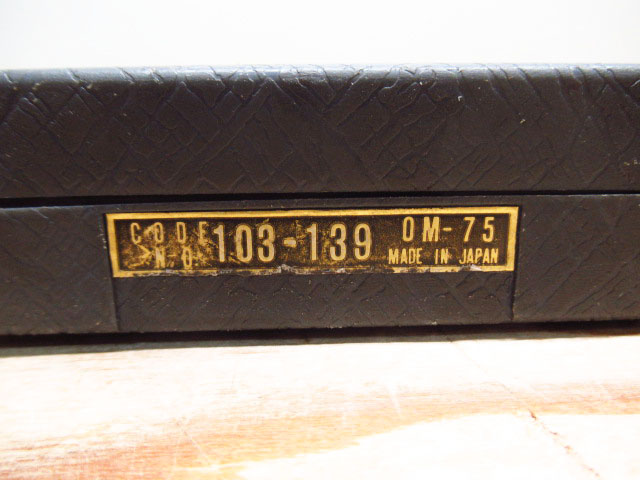 CODE NO. 103-139 OM-75
MADE IN JAPAN